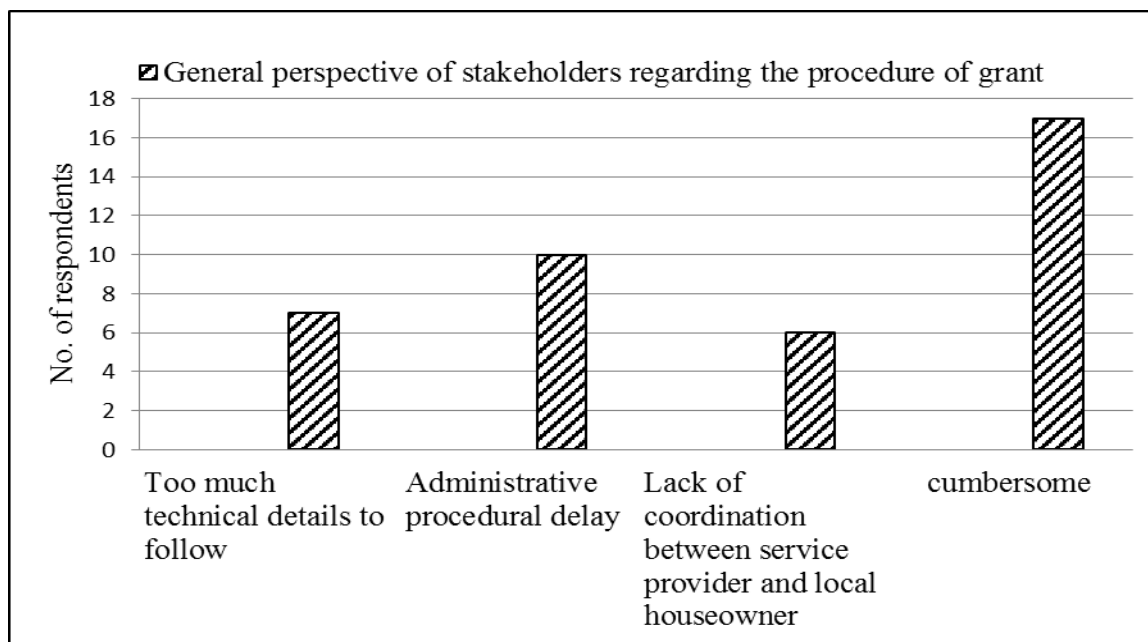 General perspective of stakeholders regarding the procedure of grant
No. of respondents
18
16
14
12
10
8
6
4
2
0
Too much
technical details to
follow
Administrative
procedural delay
Lack of
coordination
between service
provider and local
houseowner
cumbersome